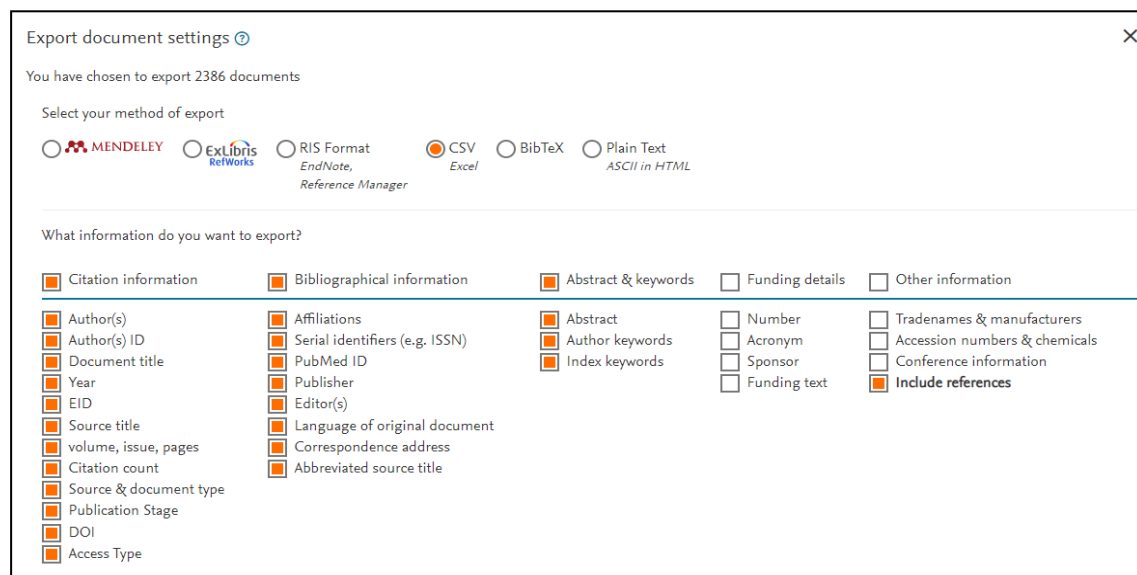 Export document settings ?
You have chosen to export 2386 documents
Select your method of export
MENDELEY
ExLibris
RefWorks
RIS Format
EndNote,
Reference Manager
CSV
Excel
BibTeX
Plain Text
ASCII in HTML
What information do you want to export?
Citation information
Bibliographical information
Abstract & keywords
Funding details
Other information
Author(s)
Author(s) ID
Document title
Year
EID
Source title
volume, issue, pages
Citation count
Source & document type
Publication Stage
DOI
Access Type
Affiliations
Serial identifiers (e.g. ISSN)
PubMed ID
Publisher
Editor(s)
Language of original document
Correspondence address
Abbreviated source title
Abstract
Author keywords
Index keywords
Number
Acronym
Sponsor
Funding text
Tradenames & manufacturers
Accession numbers & chemicals
Conference information
Include references